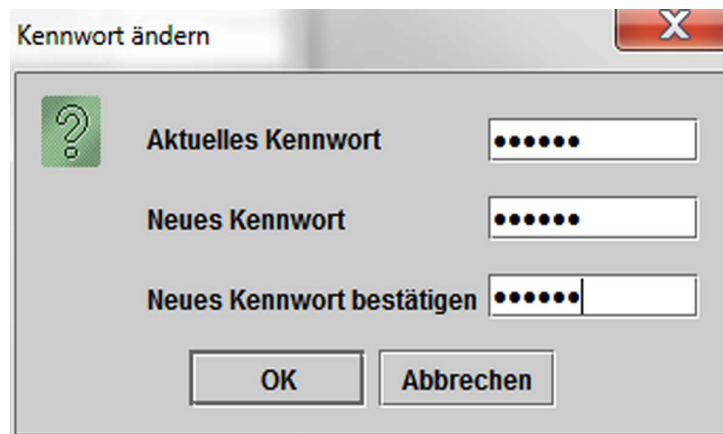 Kennwort ändern
Aktuelles Kennwort ••••••
Neues Kennwort ••••••
Neues Kennwort bestätigen ••••••
OK Abbrechen